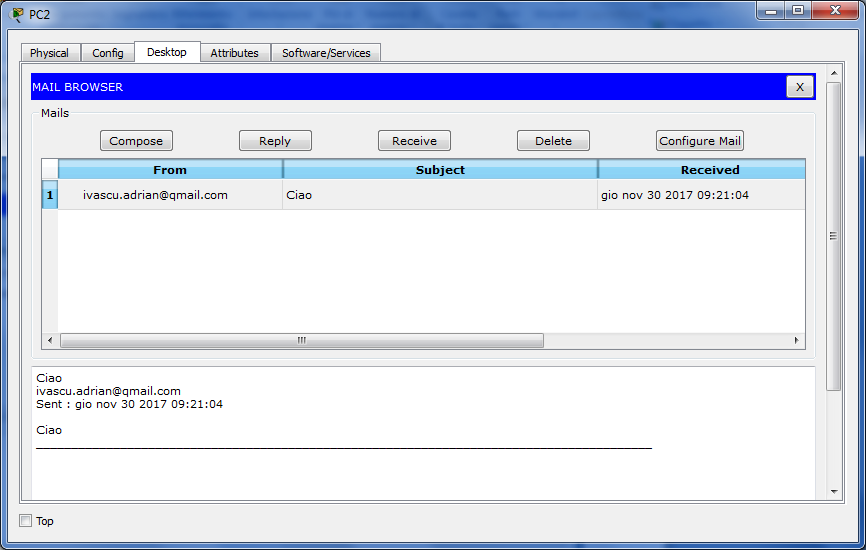 PC2
Physical Config Desktop Attributes Software/Services
MAIL BROWSER X
Mails
Compose Reply Receive Delete Configure Mail
From Subject Received
1 ivascu.adrian@qmail.com Ciao gio nov 30 2017 09:21:04
Ciao
ivascu.adrian@qmail.com
Sent : gio nov 30 2017 09:21:04
Ciao
Top